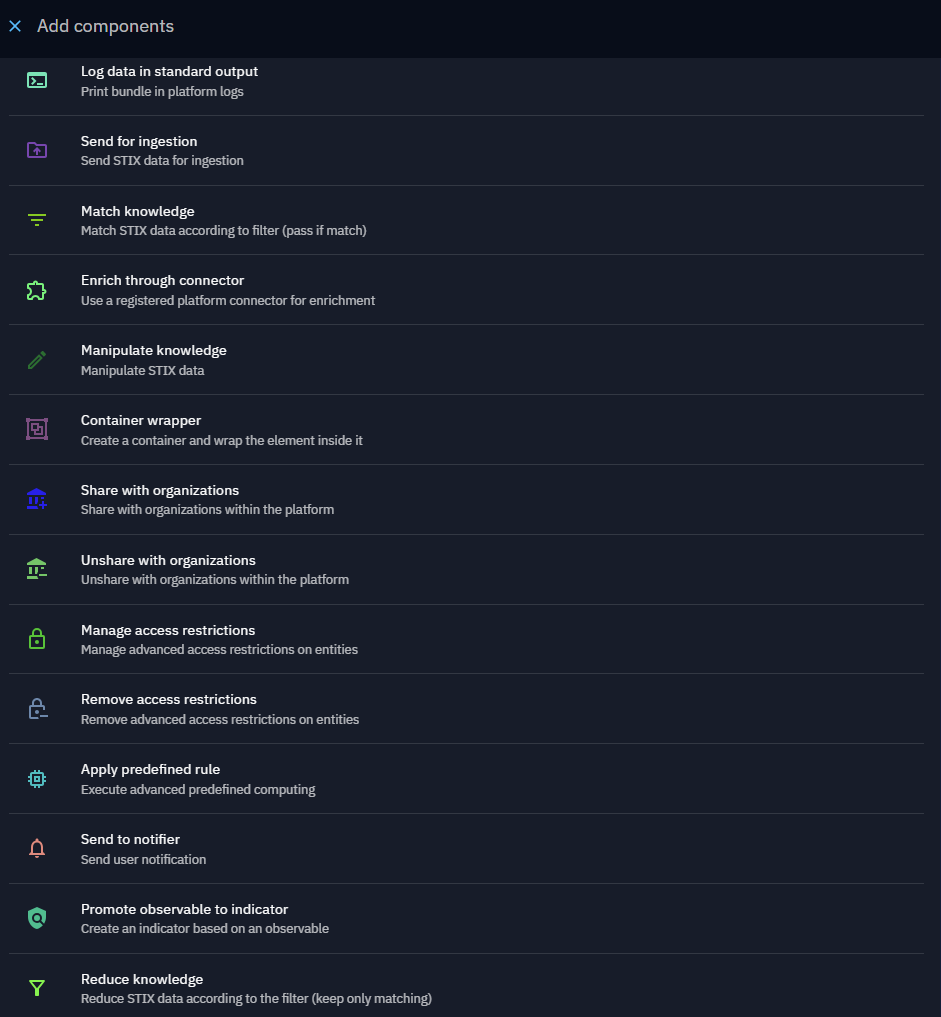 Add components
Log data in standard output
Print bundle in platform logs
Send for ingestion
Send STIX data for ingestion
Match knowledge
Match STIX data according to filter (pass if match)
Enrich through connector
Use a registered platform connector for enrichment
Manipulate knowledge
Manipulate STIX data
Container wrapper
Create a container and wrap the element inside it
Share with organizations
Share with organizations within the platform
Unshare with organizations
Unshare with organizations within the platform
Manage access restrictions
Manage advanced access restrictions on entities
Remove access restrictions
Remove advanced access restrictions on entities
Apply predefined rule
Execute advanced predefined computing
Send to notifier
Send user notification
Promote observable to indicator
Create an indicator based on an observable
Reduce knowledge
Reduce STIX data according to the filter (keep only matching)